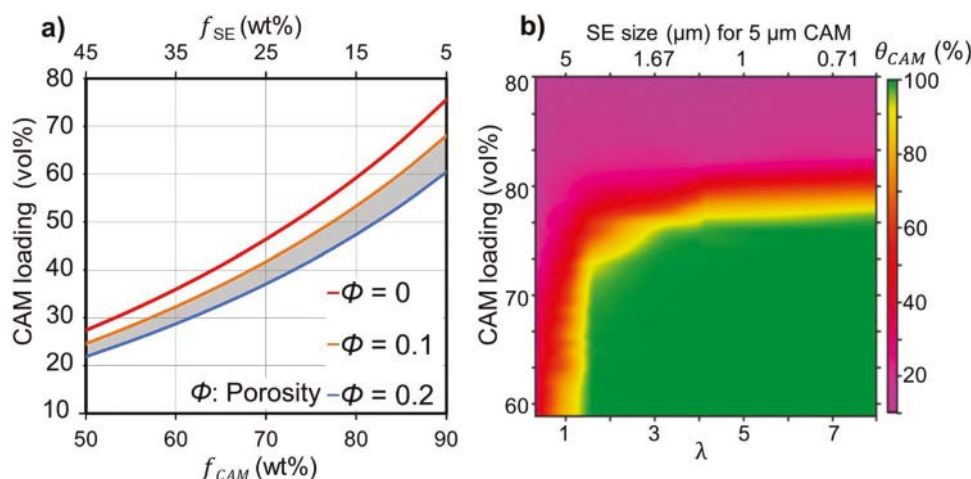 a)
f_SE (wt%)
45 35 25 15 5
80
70
60
50
40
30
20
10
CAM loading (vol%)
Φ = 0
Φ = 0.1
Φ: Porosity Φ = 0.2
50 60 70 80 90
f_CAM (wt%)
b)
SE size (μm) for 5 μm CAM
5 1.67 1 0.71
θ_CAM (%)
80
80
70
60
CAM loading (vol%)
1 3 5 7
λ
100
80
60
40
20